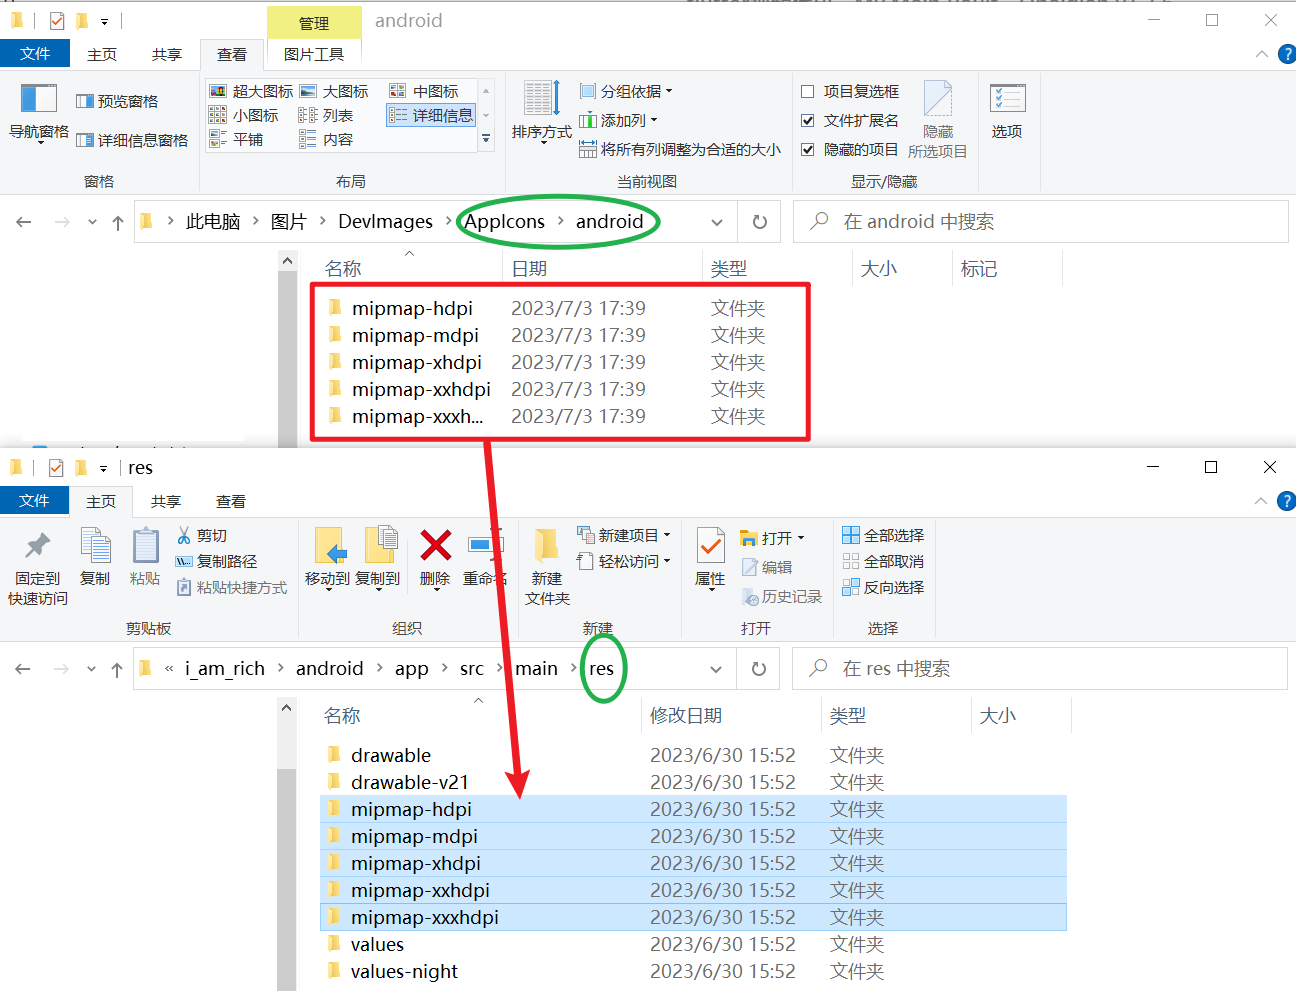 管理
android
文件
主页
共享
查看
图片工具
导航窗格
预览窗格
详细信息窗格
窗格
超大图标
大图标
中图标
小图标
列表
详细信息
平铺
内容
布局
排序方式
分组依据
添加列
将所有列调整为合适的大小
当前视图
项目复选框
文件扩展名
隐藏的项目
隐藏
所选项目
显示/隐藏
选项
此电脑 > 图片 > DevImages > AppIcons > android
在 android 中搜索
名称 日期 类型 大小 标记
mipmap-hdpi 2023/7/3 17:39 文件夹
mipmap-mdpi 2023/7/3 17:39 文件夹
mipmap-xhdpi 2023/7/3 17:39 文件夹
mipmap-xxhdpi 2023/7/3 17:39 文件夹
mipmap-xxxh... 2023/7/3 17:39 文件夹
res
文件
主页
共享
查看
固定到
快速访问
复制
粘贴
剪切
复制路径
粘贴快捷方式
剪贴板
移动到
复制到
删除
重命名
组织
新建
文件夹
新建项目
轻松访问
新建
属性
打开
编辑
历史记录
打开
全部选择
全部取消
反向选择
选择
« i_am_rich > android > app > src > main > res
在 res 中搜索
名称 修改日期 类型 大小
drawable 2023/6/30 15:52 文件夹
drawable-v21 2023/6/30 15:52 文件夹
mipmap-hdpi 2023/6/30 15:52 文件夹
mipmap-mdpi 2023/6/30 15:52 文件夹
mipmap-xhdpi 2023/6/30 15:52 文件夹
mipmap-xxhdpi 2023/6/30 15:52 文件夹
mipmap-xxxhdpi 2023/6/30 15:52 文件夹
values 2023/6/30 15:52 文件夹
values-night 2023/6/30 15:52 文件夹